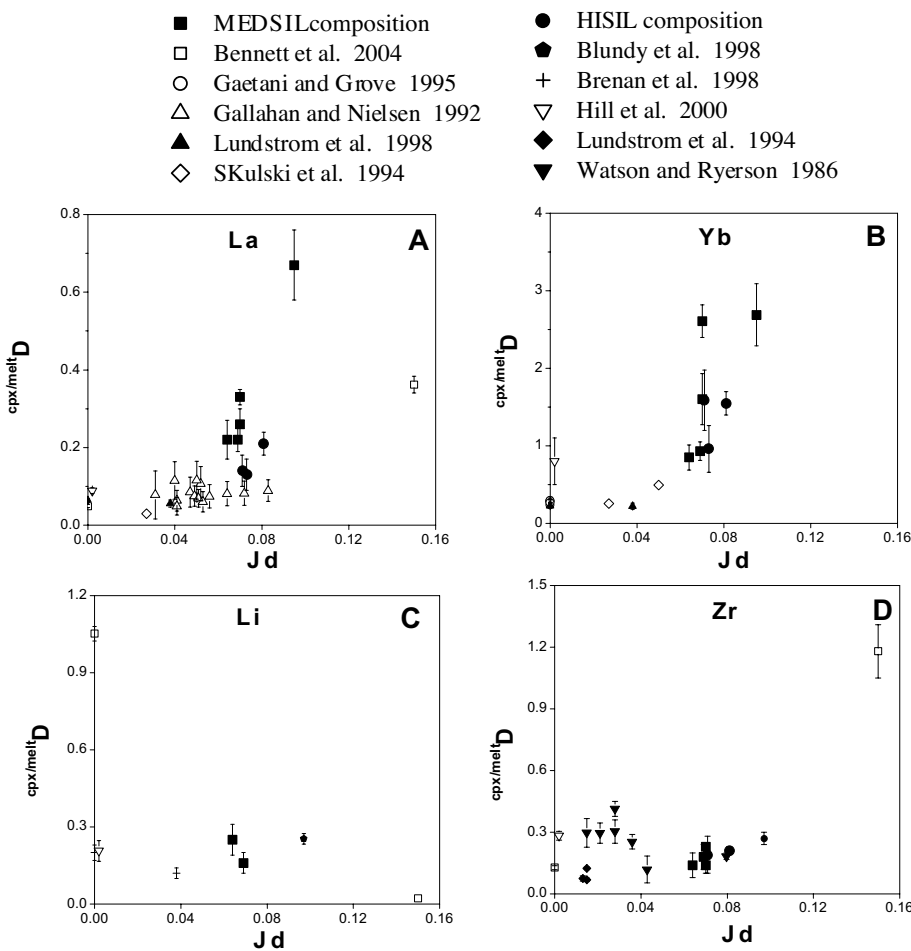 MEDSILcomposition
Bennett et al. 2004
Gaetani and Grove 1995
Gallahan and Nielsen 1992
Lundstrom et al. 1998
SKulski et al. 1994
HISIL composition
Blundy et al. 1998
Brenan et al. 1998
Hill et al. 2000
Lundstrom et al. 1994
Watson and Ryerson 1986
La
A
0.8
0.6
0.4
0.2
0.0
cpx/meltD
0.00 0.04 0.08 0.12 0.16
Jd
Yb
B
4
3
2
1
0
cpx/meltD
0.00 0.04 0.08 0.12 0.16
Jd
Li
C
1.2
0.9
0.6
0.3
0.0
cpx/meltD
0.00 0.04 0.08 0.12 0.16
Jd
Zr
D
1.5
1.2
0.9
0.6
0.3
0.0
cpx/meltD
0.00 0.04 0.08 0.12 0.16
Jd